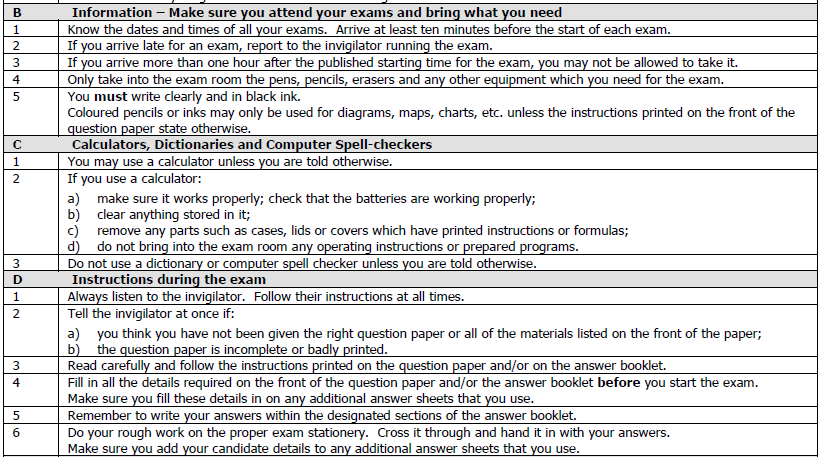 B Information – Make sure you attend your exams and bring what you need
1 Know the dates and times of all your exams. Arrive at least ten minutes before the start of each exam.
2 If you arrive late for an exam, report to the invigilator running the exam.
3 If you arrive more than one hour after the published starting time for the exam, you may not be allowed to take it.
4 Only take into the exam room the pens, pencils, erasers and any other equipment which you need for the exam.
5 You must write clearly and in black ink.
Coloured pencils or inks may only be used for diagrams, maps, charts, etc. unless the instructions printed on the front of the
question paper state otherwise.
C Calculators, Dictionaries and Computer Spell-checkers
1 You may use a calculator unless you are told otherwise.
2 If you use a calculator:
a) make sure it works properly; check that the batteries are working properly;
b) clear anything stored in it;
c) remove any parts such as cases, lids or covers which have printed instructions or formulas;
d) do not bring into the exam room any operating instructions or prepared programs.
3 Do not use a dictionary or computer spell checker unless you are told otherwise.
D Instructions during the exam
1 Always listen to the invigilator. Follow their instructions at all times.
2 Tell the invigilator at once if:
a) you think you have not been given the right question paper or all of the materials listed on the front of the paper;
b) the question paper is incomplete or badly printed.
3 Read carefully and follow the instructions printed on the question paper and/or on the answer booklet.
4 Fill in all the details required on the front of the question paper and/or the answer booklet before you start the exam.
Make sure you fill these details in on any additional answer sheets that you use.
5 Remember to write your answers within the designated sections of the answer booklet.
6 Do your rough work on the proper exam stationery. Cross it through and hand it in with your answers.
Make sure you add your candidate details to any additional answer sheets that you use.